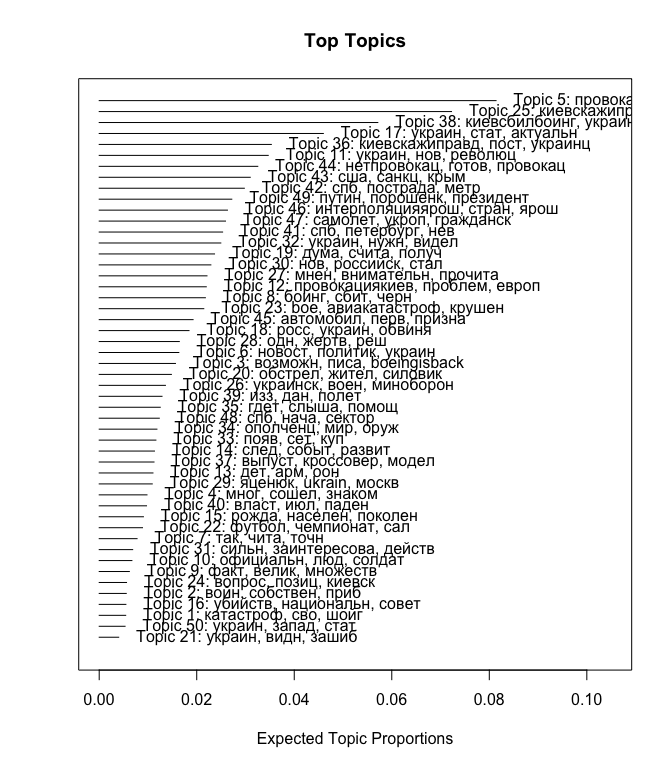 Top Topics
Topic 5: провока
Topic 25: киевскажипр
Topic 38: киевсбилбоинг, украин
Topic 17: украин, стат, актуальн
Topic 36: киевскажиправд, пост, украинц
Topic 11: украин, нов, революц
Topic 44: нетпровокац, готов, провокац
Topic 43: сша, санкц, крым
Topic 42: спб, пострада, метр
Topic 49: путин, порошенк, президент
Topic 46: интерполяцияярош, стран, ярош
Topic 47: самолет, укроп, гражданск
Topic 41: спб, петербург, нев
Topic 32: украин, нужн, видел
Topic 19: дума, счита, получ
Topic 30: нов, российск, стал
Topic 27: мнен, внимательн, прочита
Topic 12: провокациякиев, проблем, европ
Topic 8: боинг, сбит, черн
Topic 23: вое, авиакатастроф, крушен
Topic 45: автомобил, перв, призна
Topic 18: росс, украин, обвиня
Topic 28: одн, жертв, реш
Topic 6: новост, политик, украин
Topic 3: возможн, писа, boeingisback
Topic 20: обстрел, жител, силовик
Topic 26: украинск, воен, миноборон
Topic 39: изз, дан, полет
Topic 35: гдет, слыша, помощ
Topic 48: спб, нача, сектор
Topic 34: ополченц, мир, оруж
Topic 33: появ, сет, куп
Topic 14: след, событ, развит
Topic 37: выпуст, кроссовер, модел
Topic 13: дет, арм, оон
Topic 29: яценюк, ukrain, москв
Topic 4: мног, сошел, знаком
Topic 40: власт, июл, паден
Topic 15: рожда, населен, поколен
Topic 22: футбол, чемпионат, сал
Topic 7: так, чита, точн
Topic 31: сильн, заинтересова, действ
Topic 10: официальн, люд, солдат
Topic 9: факт, велик, множеств
Topic 24: вопрос, позиц, киевск
Topic 2: воин, собствен, приб
Topic 16: убийств, национальн, совет
Topic 1: катастроф, сво, шойг
Topic 50: украин, запад, стат
Topic 21: украин, видн, зашиб
0.00 0.02 0.04 0.06 0.08 0.10
Expected Topic Proportions